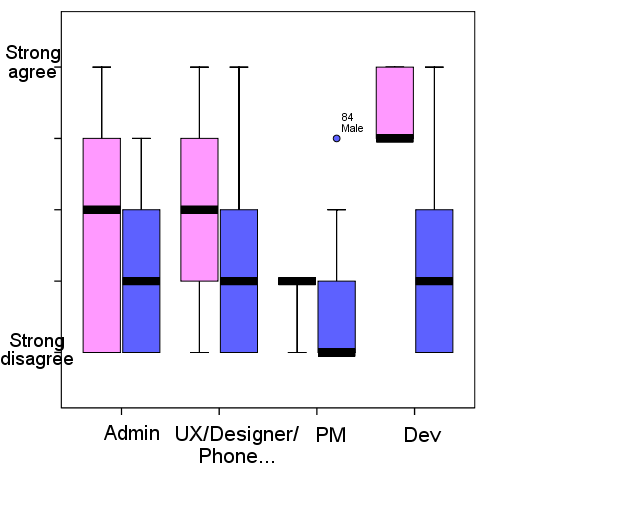 Strong
agree
84
Male
Strong
disagree
Admin
UX/Designer/
Phone...
PM
Dev